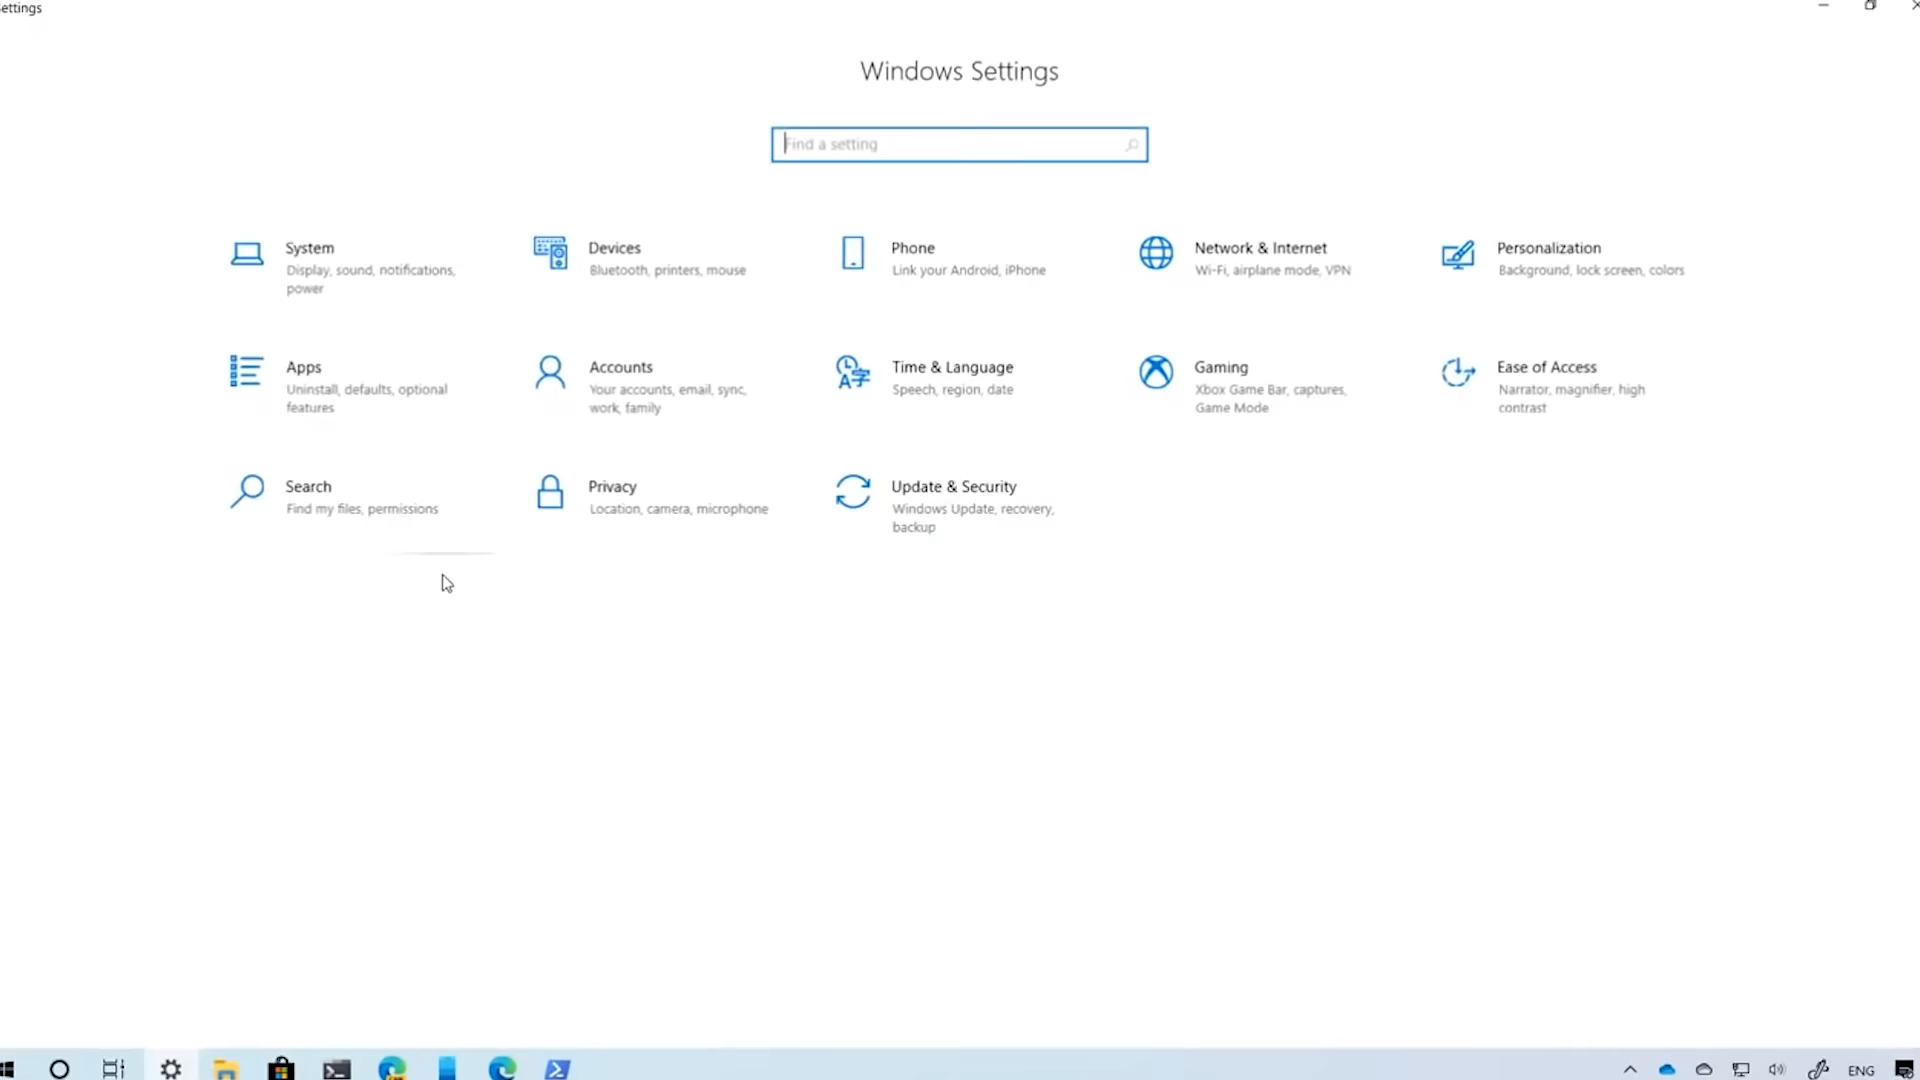 ettings
Windows Settings
Find a setting
System
Display, sound, notifications,
power
Devices
Bluetooth, printers, mouse
Phone
Link your Android, iPhone
Network & Internet
Wi-Fi, airplane mode, VPN
Personalization
Background, lock screen, colors
Apps
Uninstall, defaults, optional
features
Accounts
Your accounts, email, sync,
work, family
Time & Language
Speech, region, date
Gaming
Xbox Game Bar, captures,
Game Mode
Ease of Access
Narrator, magnifier, high
contrast
Search
Find my files, permissions
Privacy
Location, camera, microphone
Update & Security
Windows Update, recovery,
backup
ENG